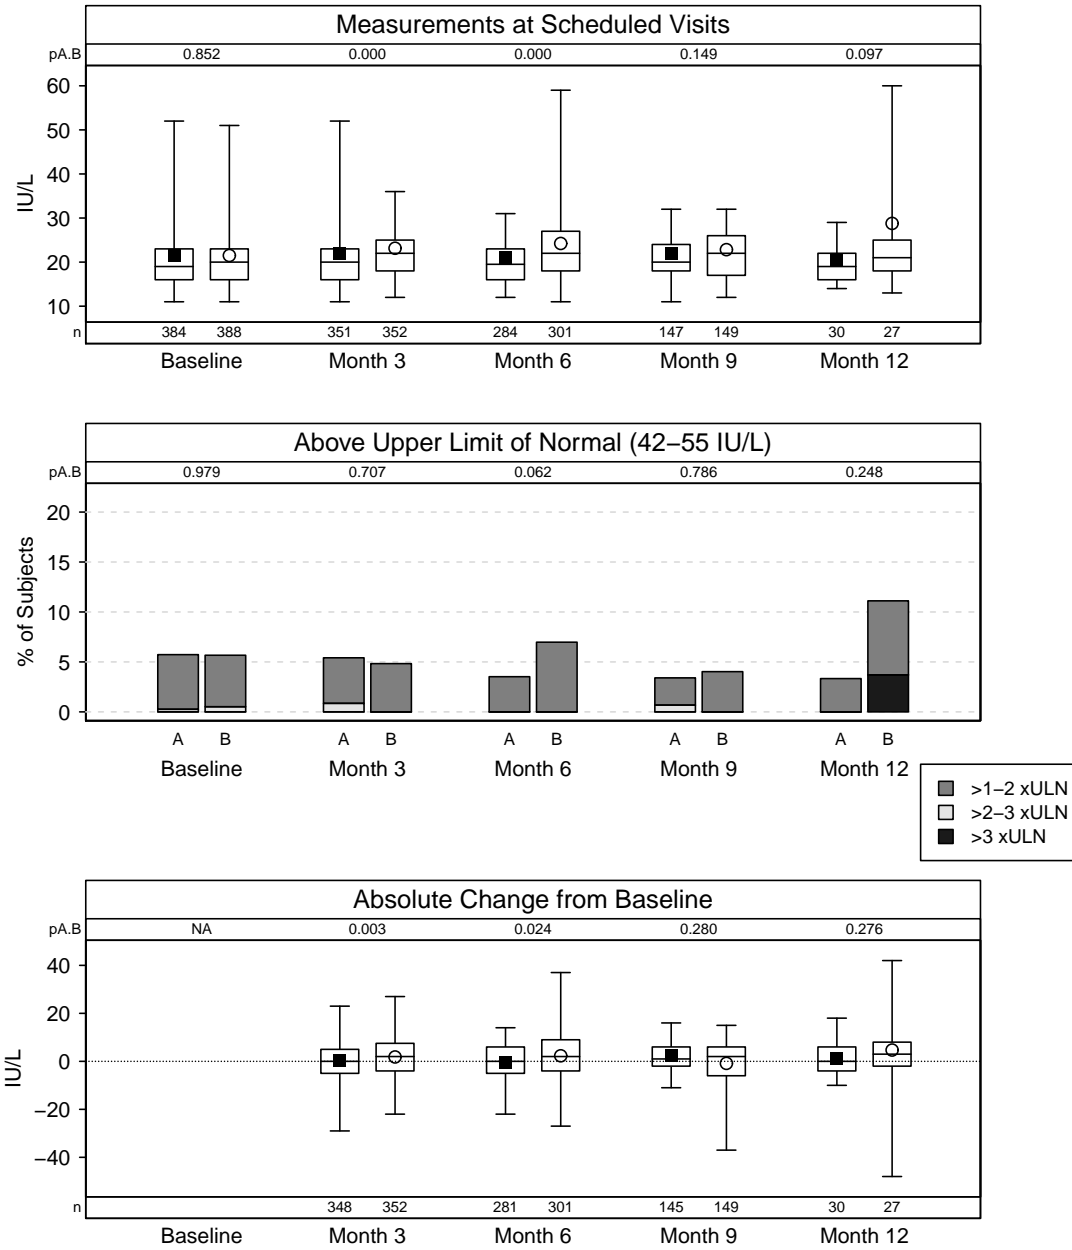 Measurements at Scheduled Visits
pA.B 0.852 0.000 0.000 0.149 0.097
60
50
40
30
20
10
IU/L
n 384 388 351 352 284 301 147 149 30 27
Baseline Month 3 Month 6 Month 9 Month 12
Above Upper Limit of Normal (42–55 IU/L)
pA.B 0.979 0.707 0.062 0.786 0.248
20
15
10
5
0
% of Subjects
A B A B A B A B A B
Baseline Month 3 Month 6 Month 9 Month 12
>1–2 xULN
>2–3 xULN
>3 xULN
Absolute Change from Baseline
pA.B NA 0.003 0.024 0.280 0.276
40
20
0
−20
−40
IU/L
n 348 352 281 301 145 149 30 27
Baseline Month 3 Month 6 Month 9 Month 12